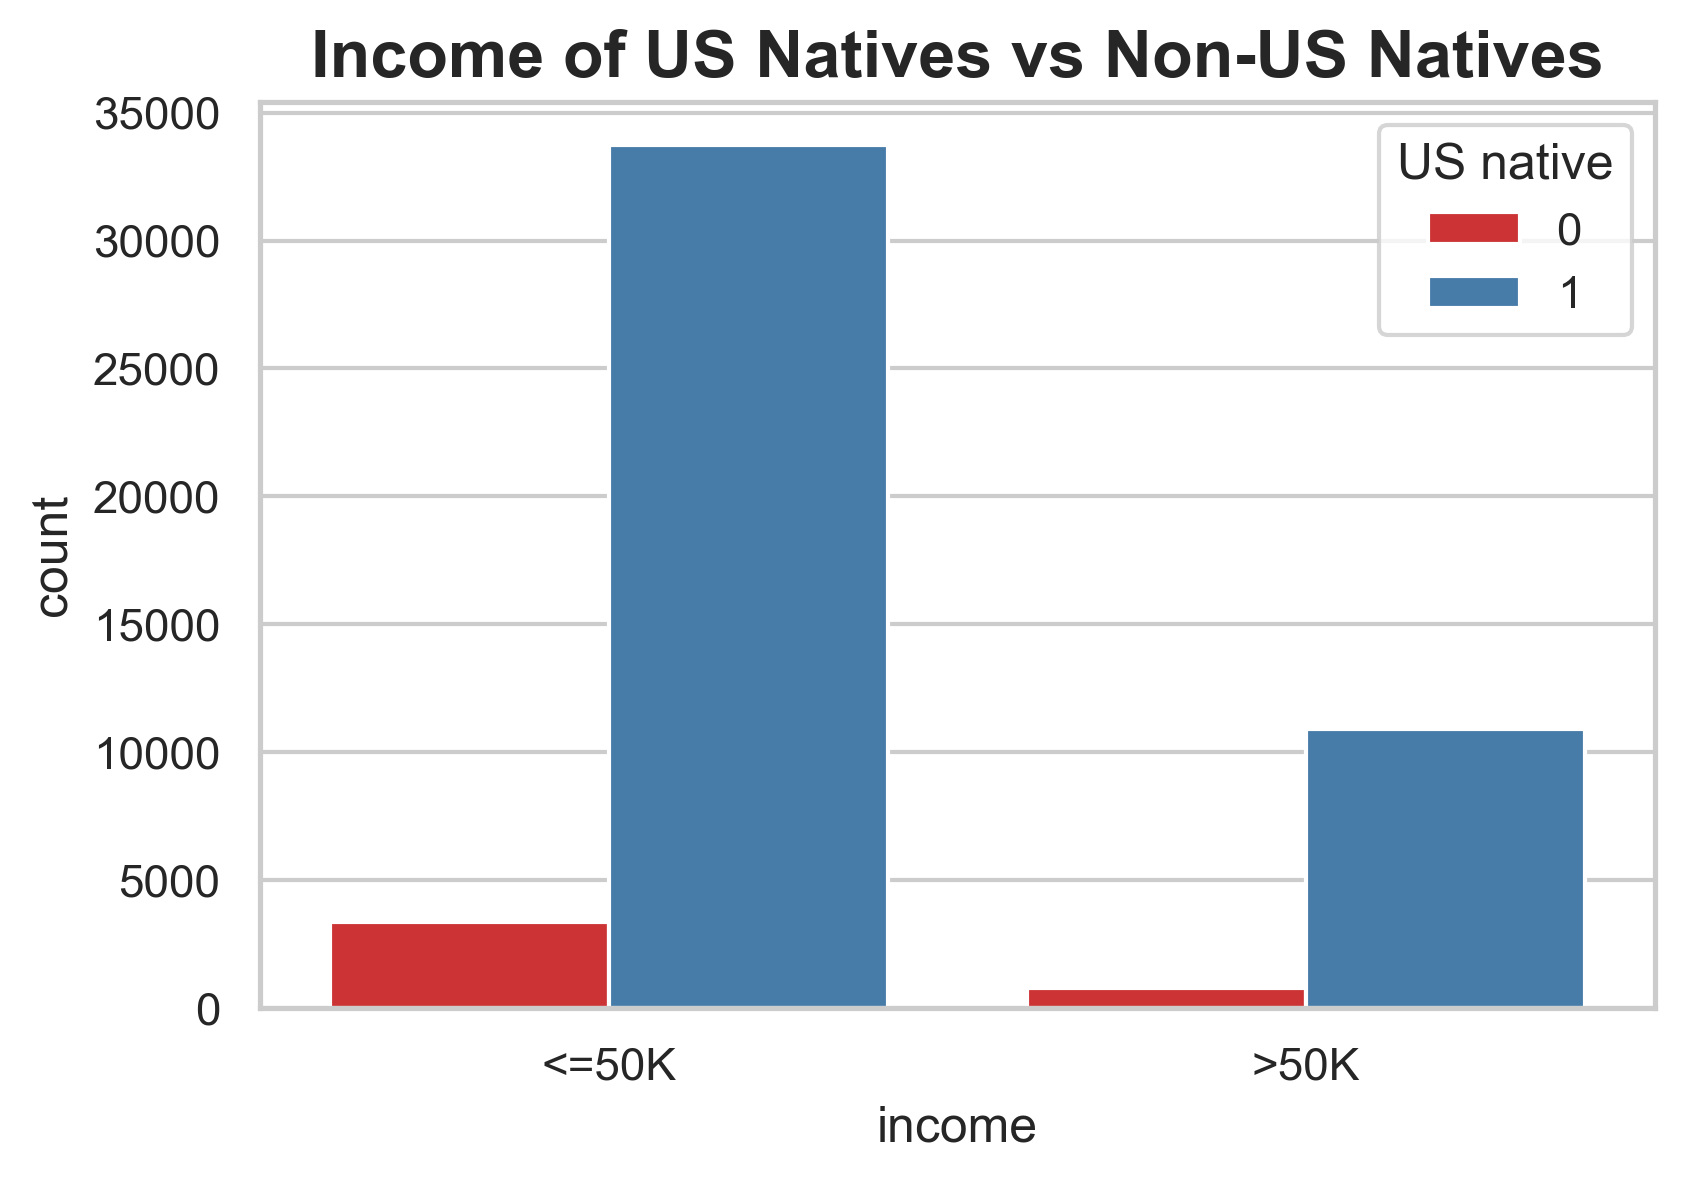 Income of US Natives vs Non-US Natives
35000
30000
25000
20000
15000
10000
5000
0
count
US native
0
1
<=50K
>50K
income